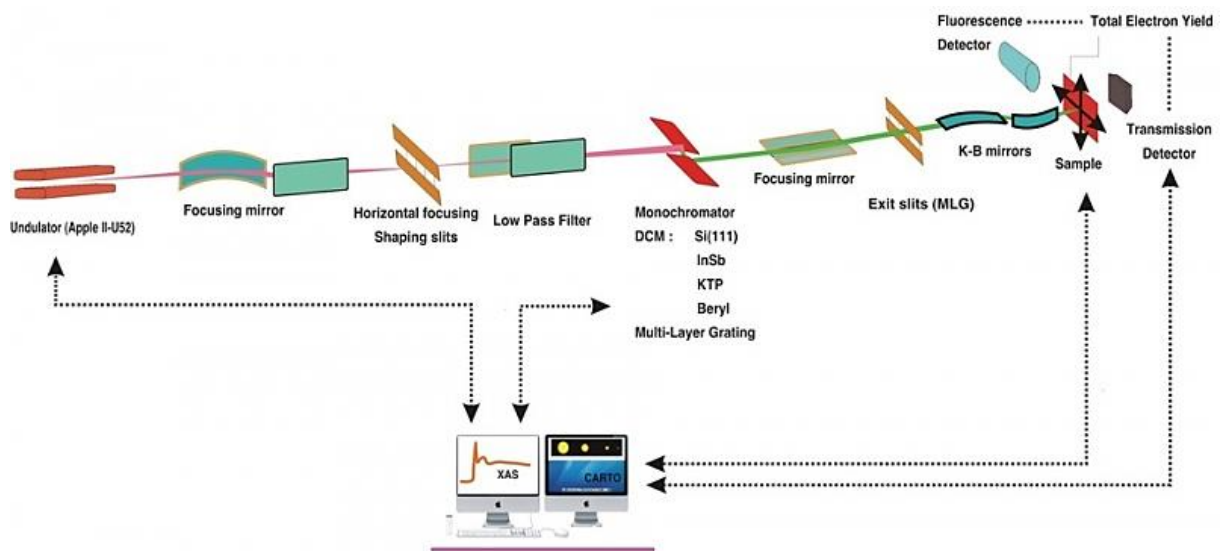 Fluorescence
Detector
Total Electron Yield
Transmission
Detector
K-B mirrors
Sample
Focusing mirror
Exit slits (MLG)
Undulator (Apple II-U52)
Focusing mirror
Horizontal focusing
Shaping slits
Low Pass Filter
Monochromator
DCM : Si(111)
InSb
KTP
Beryl
Multi-Layer Grating
XAS
CARTO